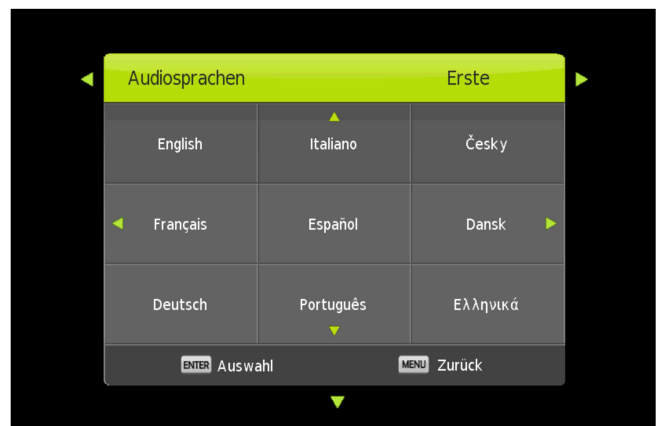 Audiosprachen Erste
English Italiano Česky
Français Español Dansk
Deutsch Português Ελληνικά
ENTER Auswahl MENU Zurück